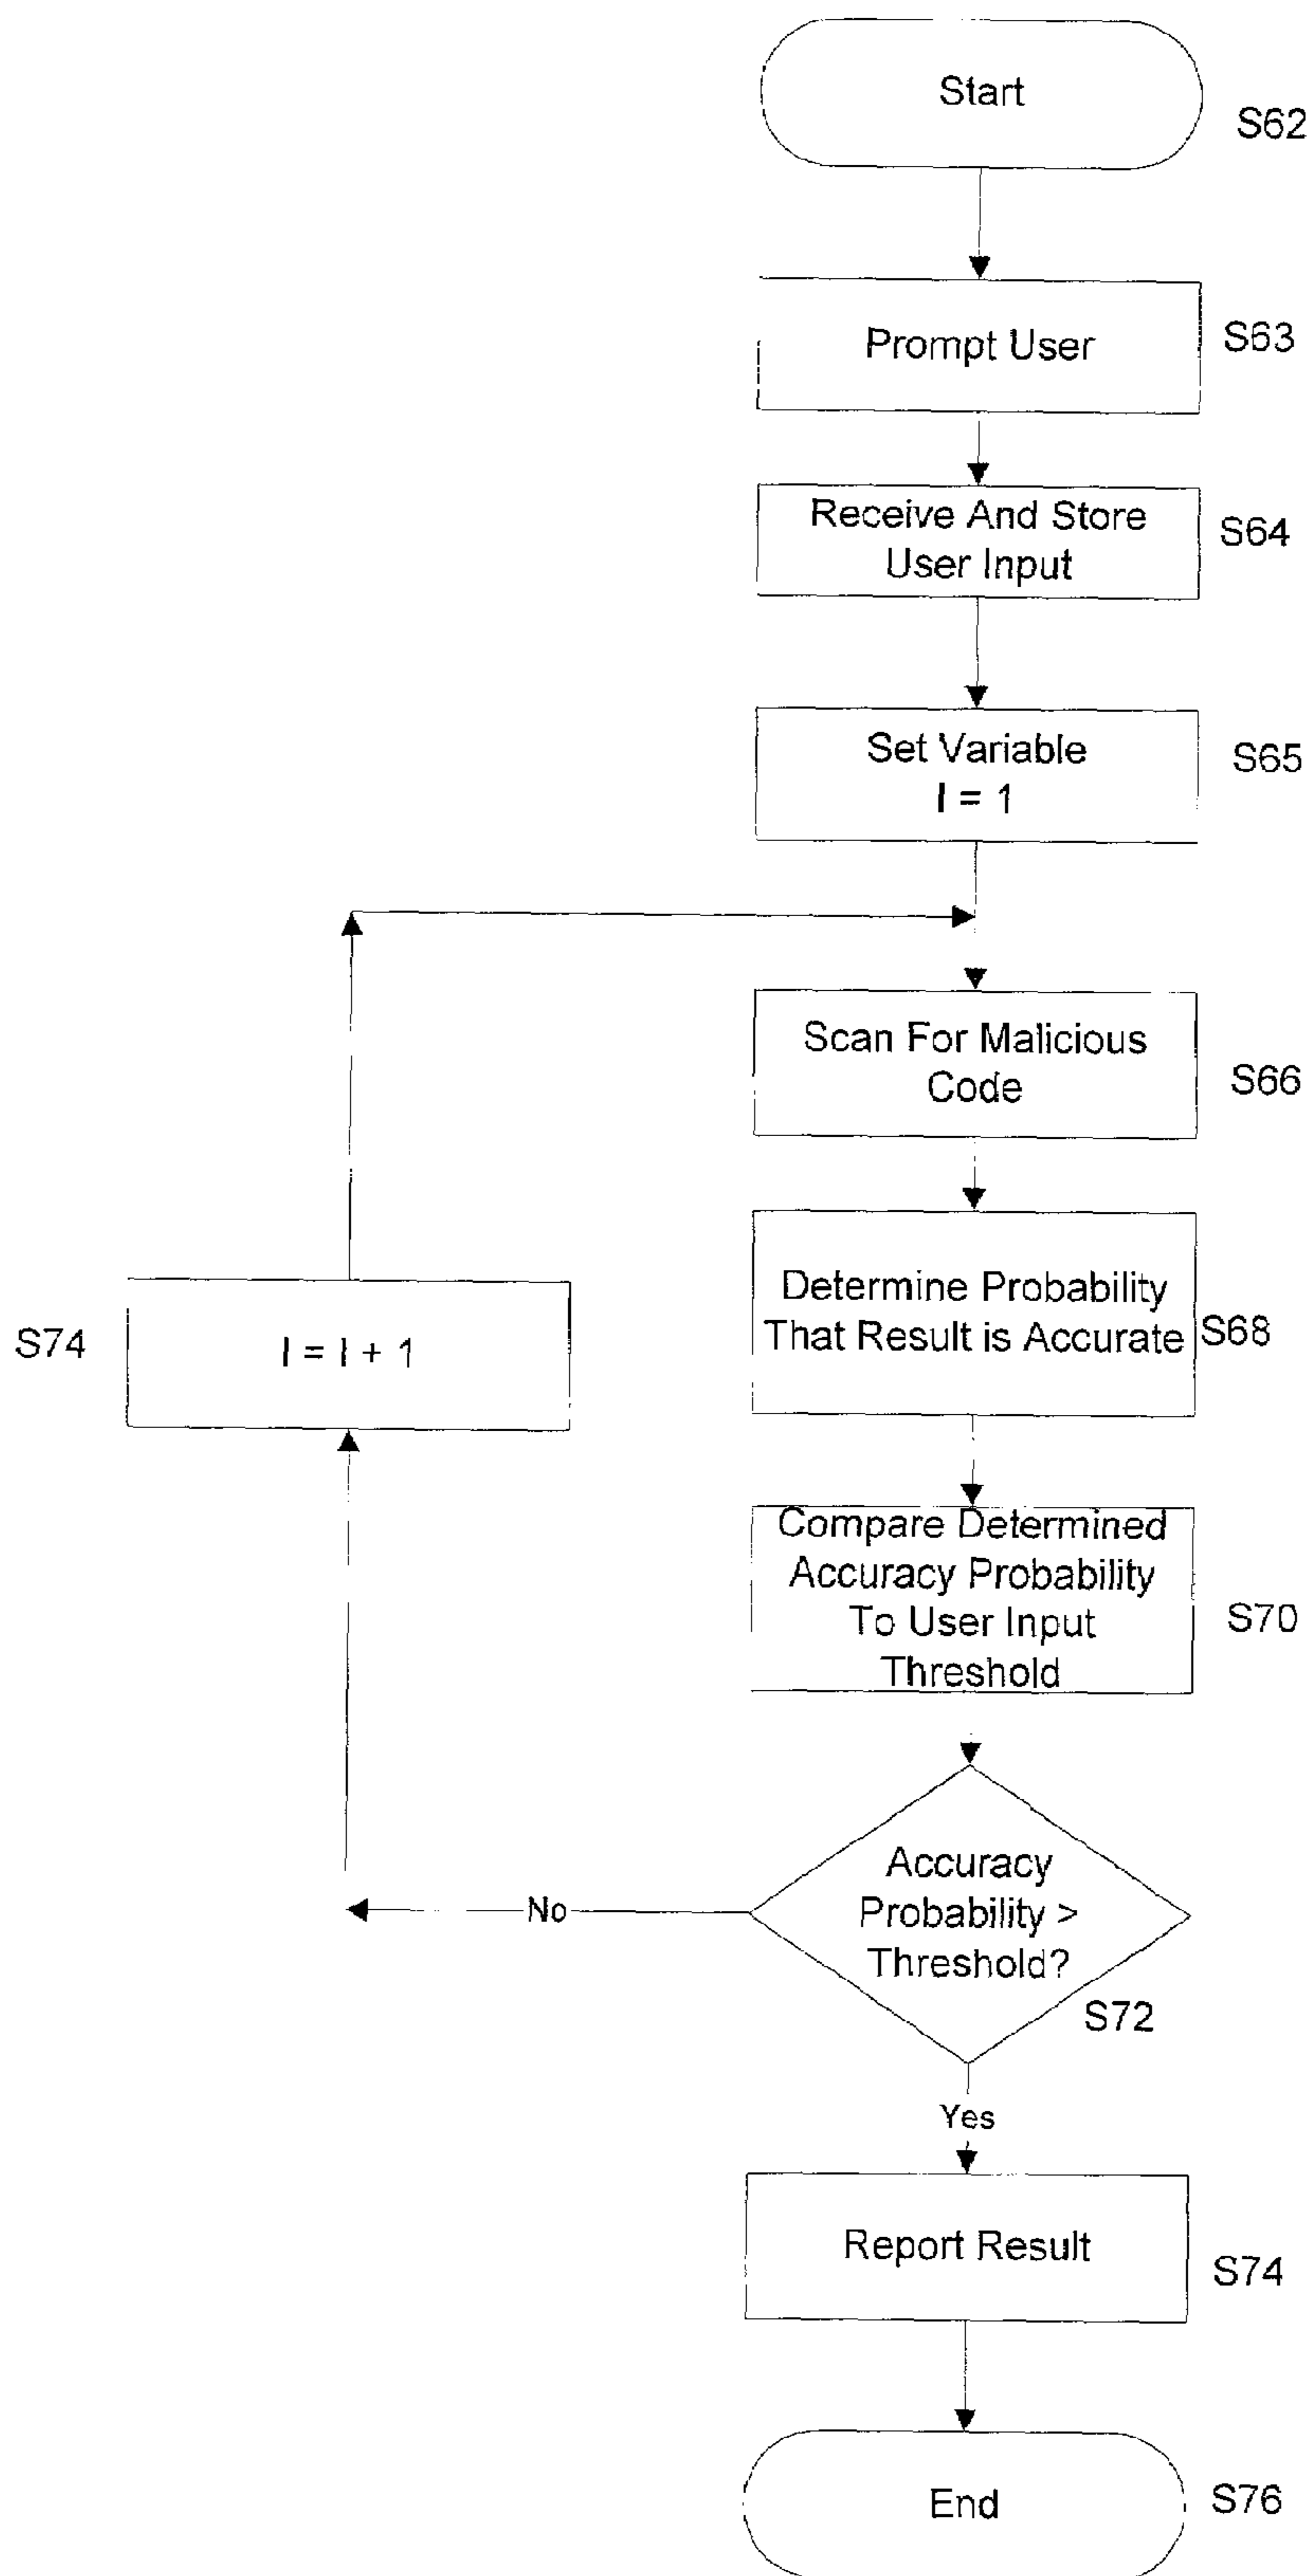 Start
S62
Prompt User
S63
Receive And Store
User Input
S64
Set Variable
I = 1
S65
Scan For Malicious
Code
S66
Determine Probability
That Result is Accurate
S68
S74
I = I + 1
Compare Determined
Accuracy Probability
To User Input
Threshold
S70
Accuracy
Probability >
Threshold?
S72
No
Yes
Report Result
S74
End
S76